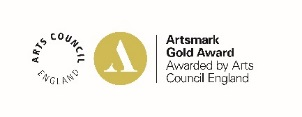 ARTS COUNCIL
ENGLAND
A
Artsmark
Gold Award
Awarded by Arts
Council England